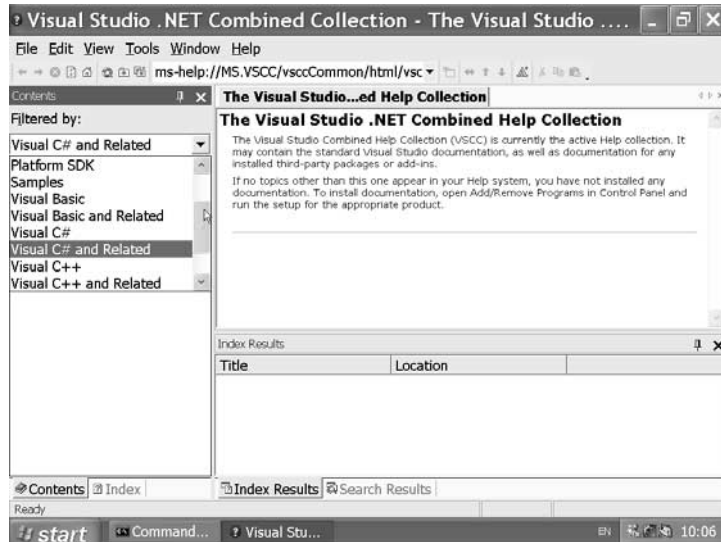 Visual Studio .NET Combined Collection - The Visual Studio ....
File Edit View Tools Window Help
ms-help://MS.VSCC/vsccCommon/html/vsc
Contents
The Visual Studio...ed Help Collection
Filtered by:
Visual C# and Related
Platform SDK
Samples
Visual Basic
Visual Basic and Related
Visual C#
Visual C# and Related
Visual C++
Visual C++ and Related
The Visual Studio .NET Combined Help Collection
The Visual Studio Combined Help Collection (VSCC) is currently the active Help collection. It
may contain the standard Visual Studio documentation, as well as documentation for any
installed third-party packages or add-ins.
If no topics other than this one appear in your Help system, you have not installed any
documentation. To install documentation, open Add/Remove Programs in Control Panel and
run the setup for the appropriate product.
Index Results
Title Location
Contents Index
Index Results Search Results
Ready
start Command... Visual Stu... EN 10:06